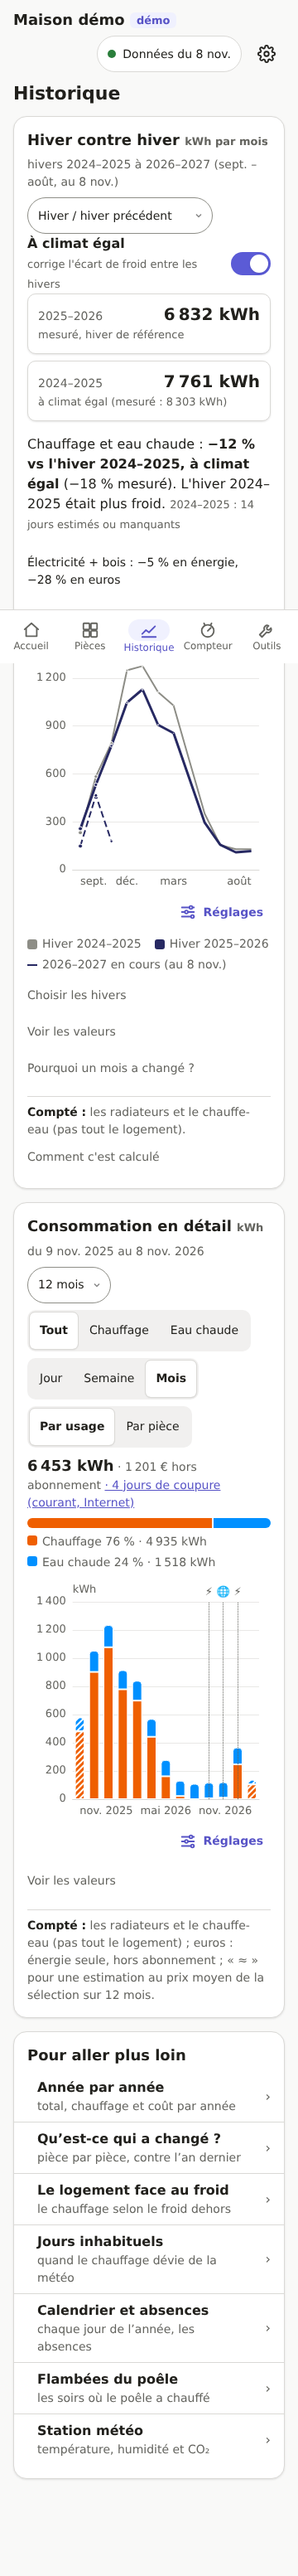 Maison démo démo
Données du 8 nov.
Historique
Hiver contre hiver kWh par mois
hivers 2024–2025 à 2026–2027 (sept. –
août, au 8 nov.)
Hiver / hiver précédent
À climat égal
corrige l'écart de froid entre les
hivers
2025–2026 6 832 kWh
mesuré, hiver de référence
2024–2025 7 761 kWh
à climat égal (mesuré : 8 303 kWh)
Chauffage et eau chaude : −12 %
vs l'hiver 2024–2025, à climat
égal (−18 % mesuré). L'hiver 2024–
2025 était plus froid. 2024–2025 : 14
jours estimés ou manquants
Électricité + bois : −5 % en énergie,
−28 % en euros
Accueil Pièces Historique Compteur Outils
1 200
900
600
300
0
sept. déc. mars août
Réglages
Hiver 2024–2025 Hiver 2025–2026
2026–2027 en cours (au 8 nov.)
Choisir les hivers
Voir les valeurs
Pourquoi un mois a changé ?
Compté : les radiateurs et le chauffe-
eau (pas tout le logement).
Comment c'est calculé
Consommation en détail kWh
du 9 nov. 2025 au 8 nov. 2026
12 mois
Tout Chauffage Eau chaude
Jour Semaine Mois
Par usage Par pièce
6 453 kWh · 1 201 € hors
abonnement · 4 jours de coupure
(courant, Internet)
Chauffage 76 % · 4 935 kWh
Eau chaude 24 % · 1 518 kWh
kWh
1 400
1 200
1 000
800
600
400
200
0
nov. 2025 mai 2026 nov. 2026
Réglages
Voir les valeurs
Compté : les radiateurs et le chauffe-
eau (pas tout le logement) ; euros :
énergie seule, hors abonnement ; « ≈ »
pour une estimation au prix moyen de la
sélection sur 12 mois.
Pour aller plus loin
Année par année
total, chauffage et coût par année
Qu’est-ce qui a changé ?
pièce par pièce, contre l’an dernier
Le logement face au froid
le chauffage selon le froid dehors
Jours inhabituels
quand le chauffage dévie de la
météo
Calendrier et absences
chaque jour de l’année, les
absences
Flambées du poêle
les soirs où le poêle a chauffé
Station météo
température, humidité et CO₂